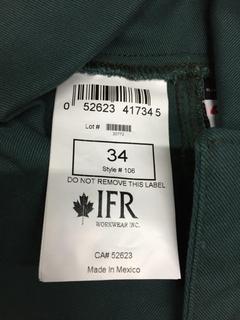 0 52623 41734 5
Lot #
34
Style # 106
DO NOT REMOVE THIS LABEL
IFR
WORKWEAR INC.
CA# 52623
Made In Mexico